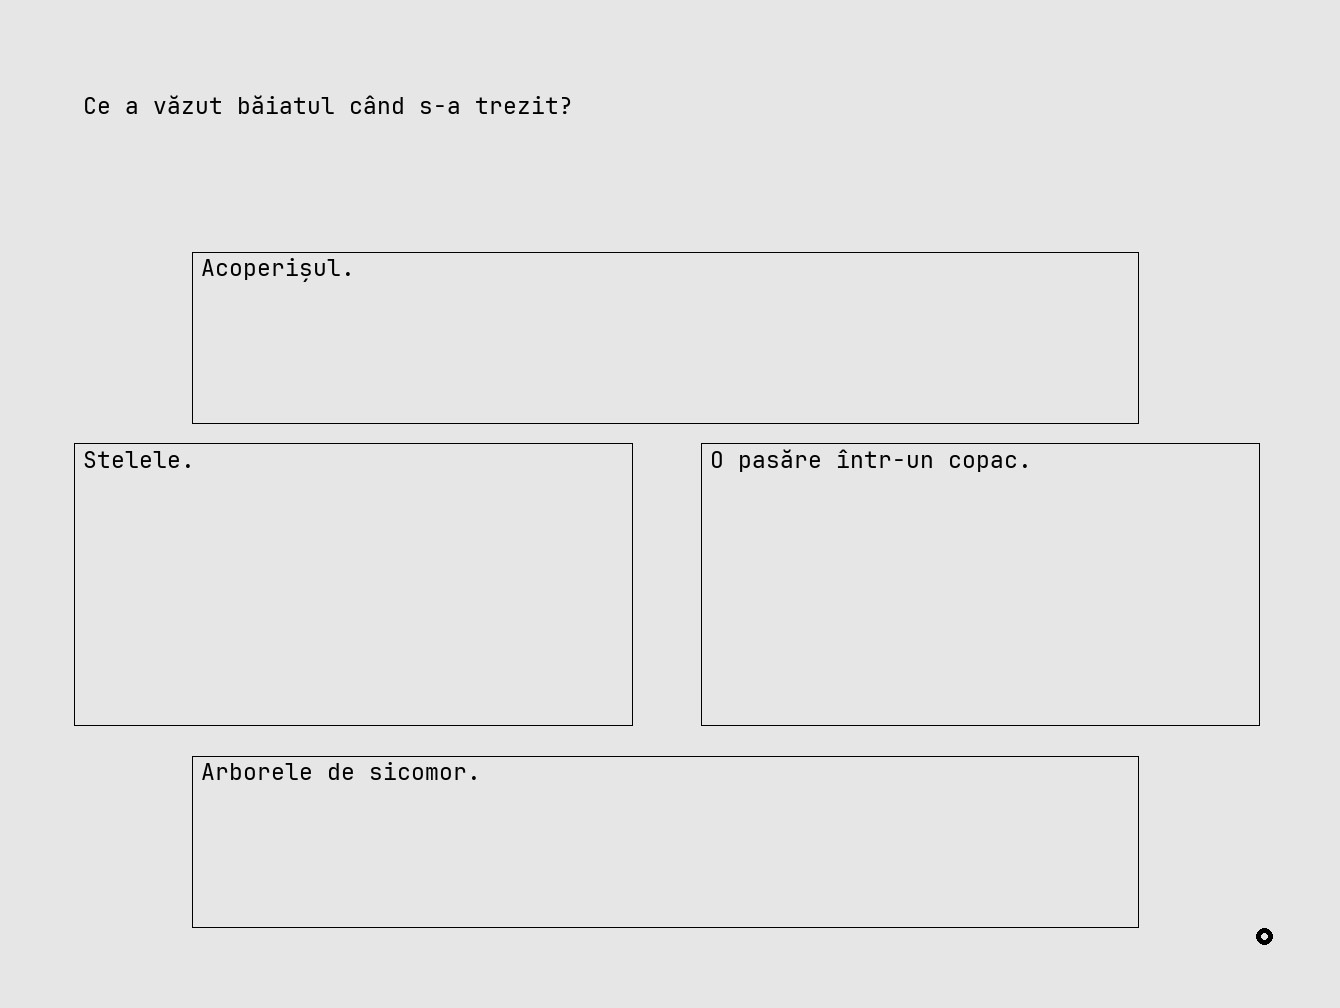 Ce a văzut băiatul când s-a trezit?
Acoperișul.
Stelele.
O pasăre într-un copac.
Arborele de sicomor.